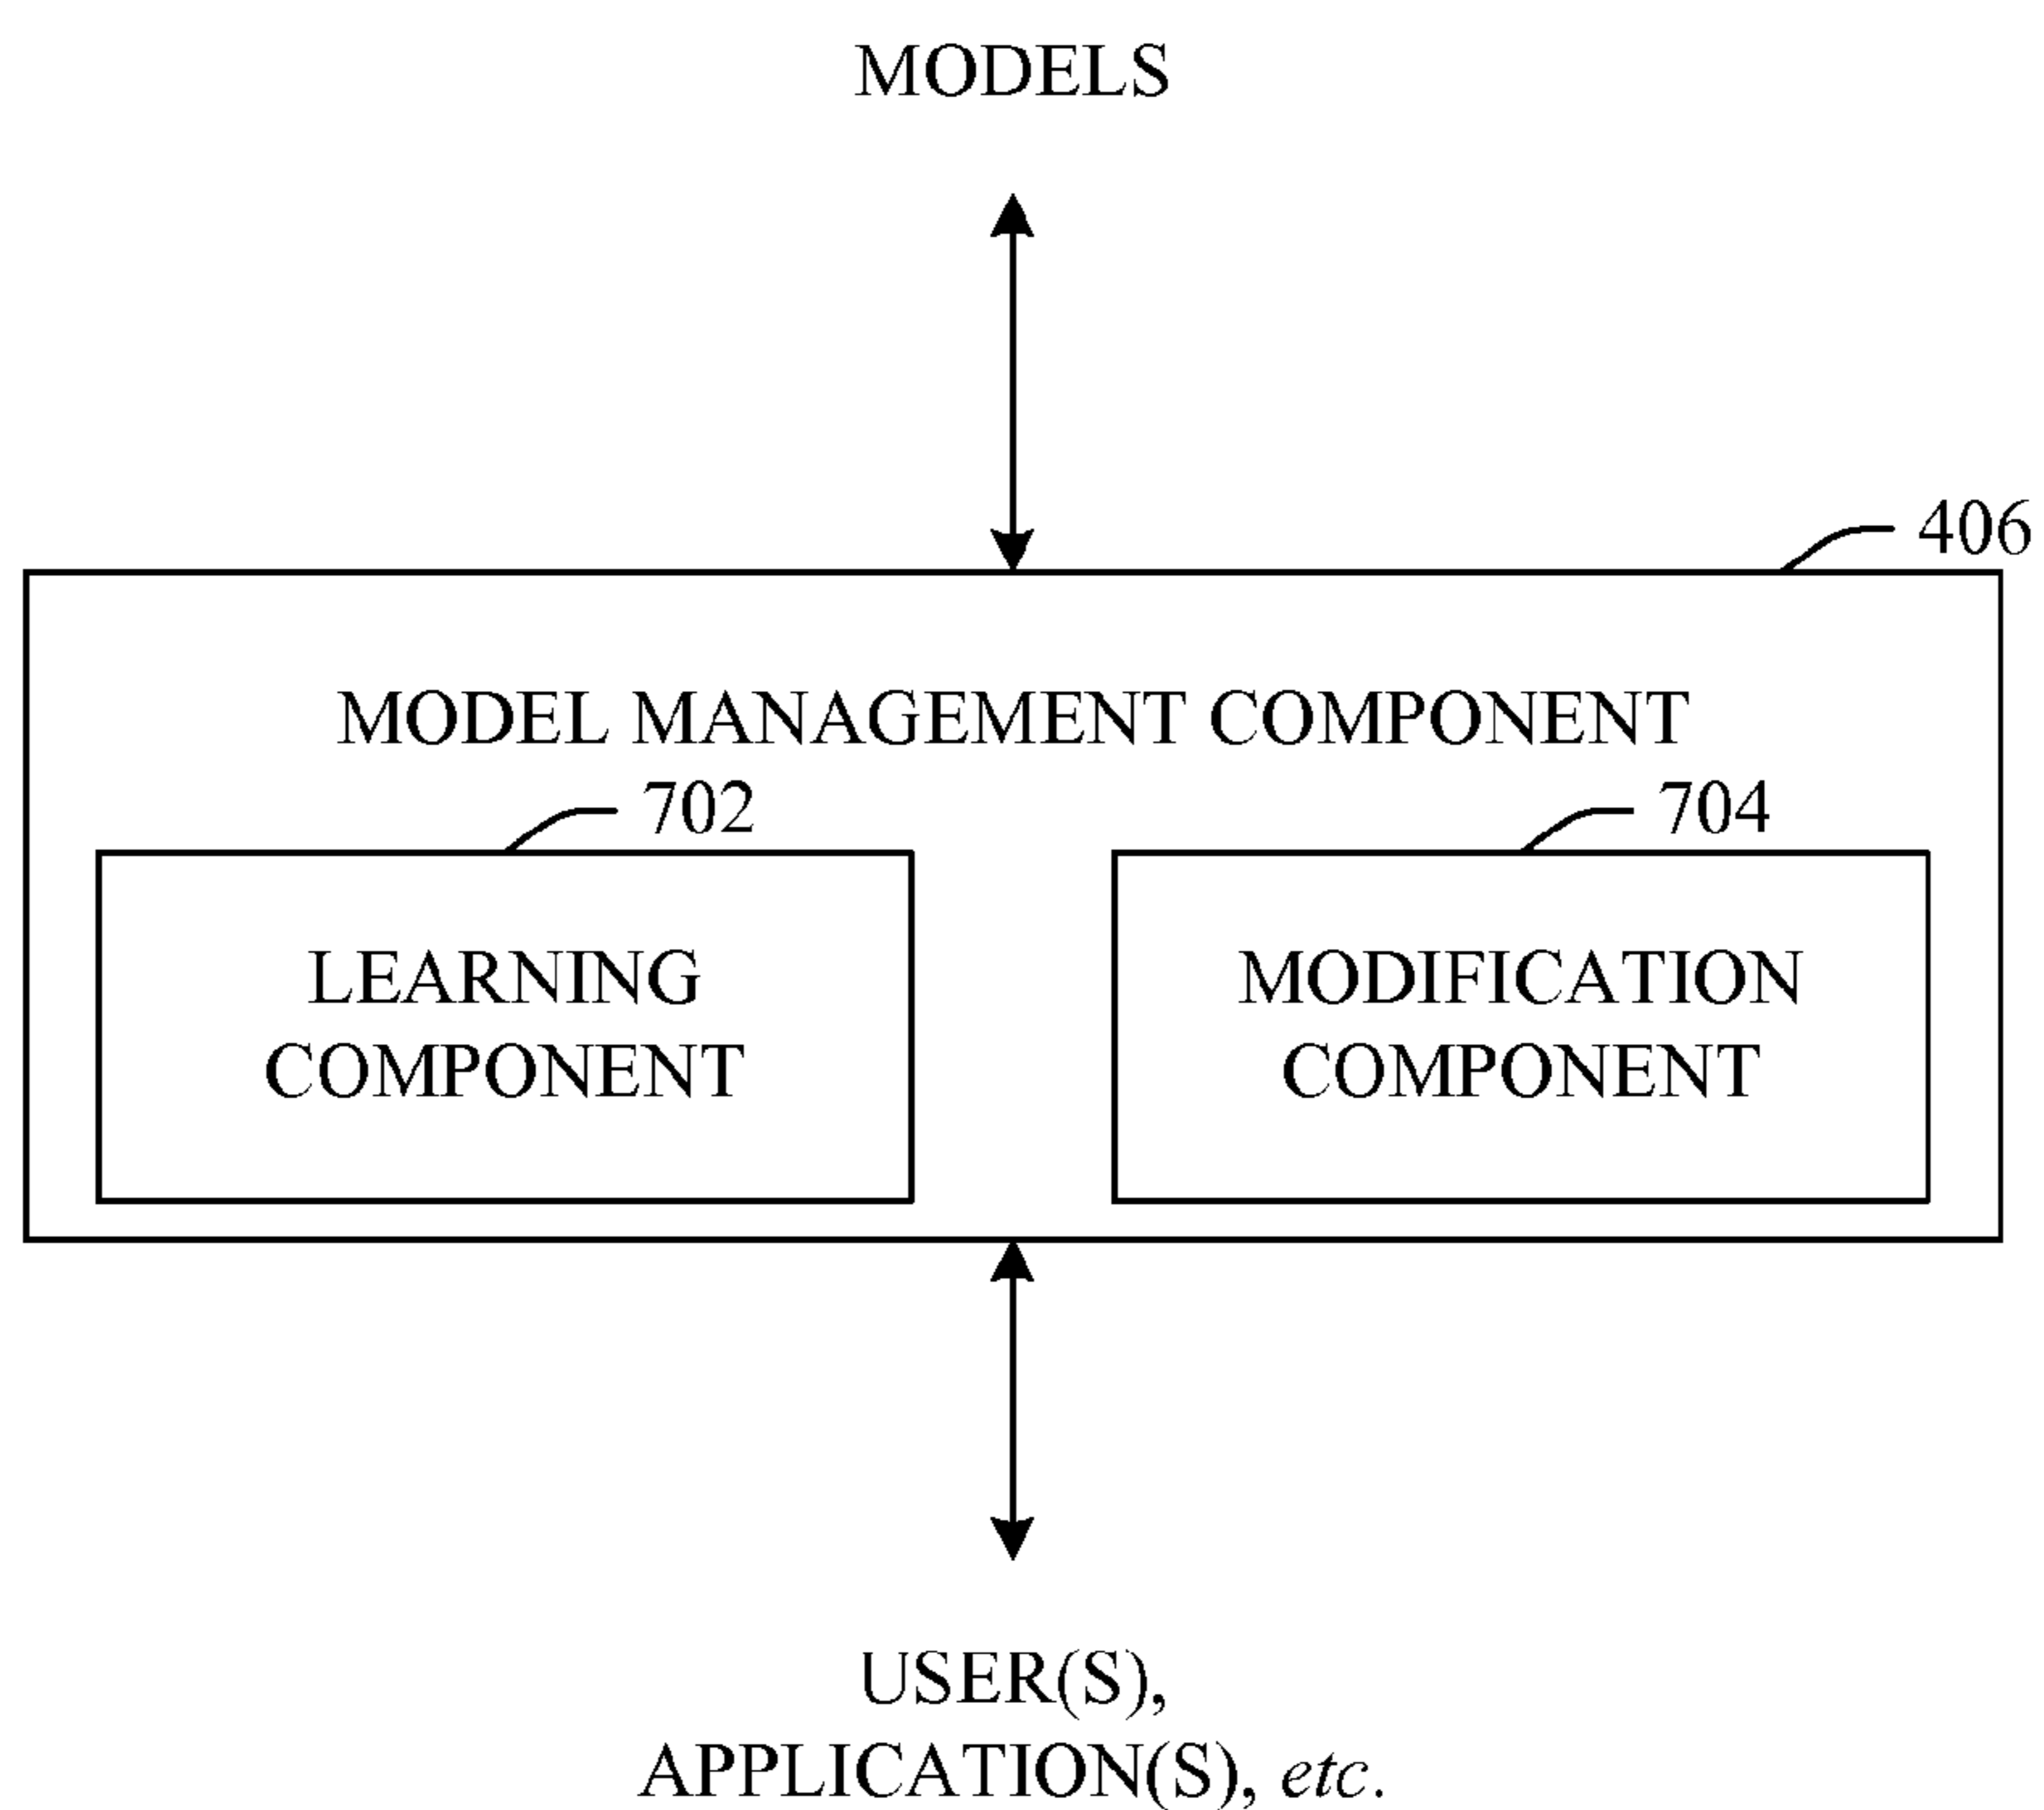 MODELS
406
MODEL MANAGEMENT COMPONENT
702
704
LEARNING
COMPONENT
MODIFICATION
COMPONENT
USER(S),
APPLICATION(S), etc.